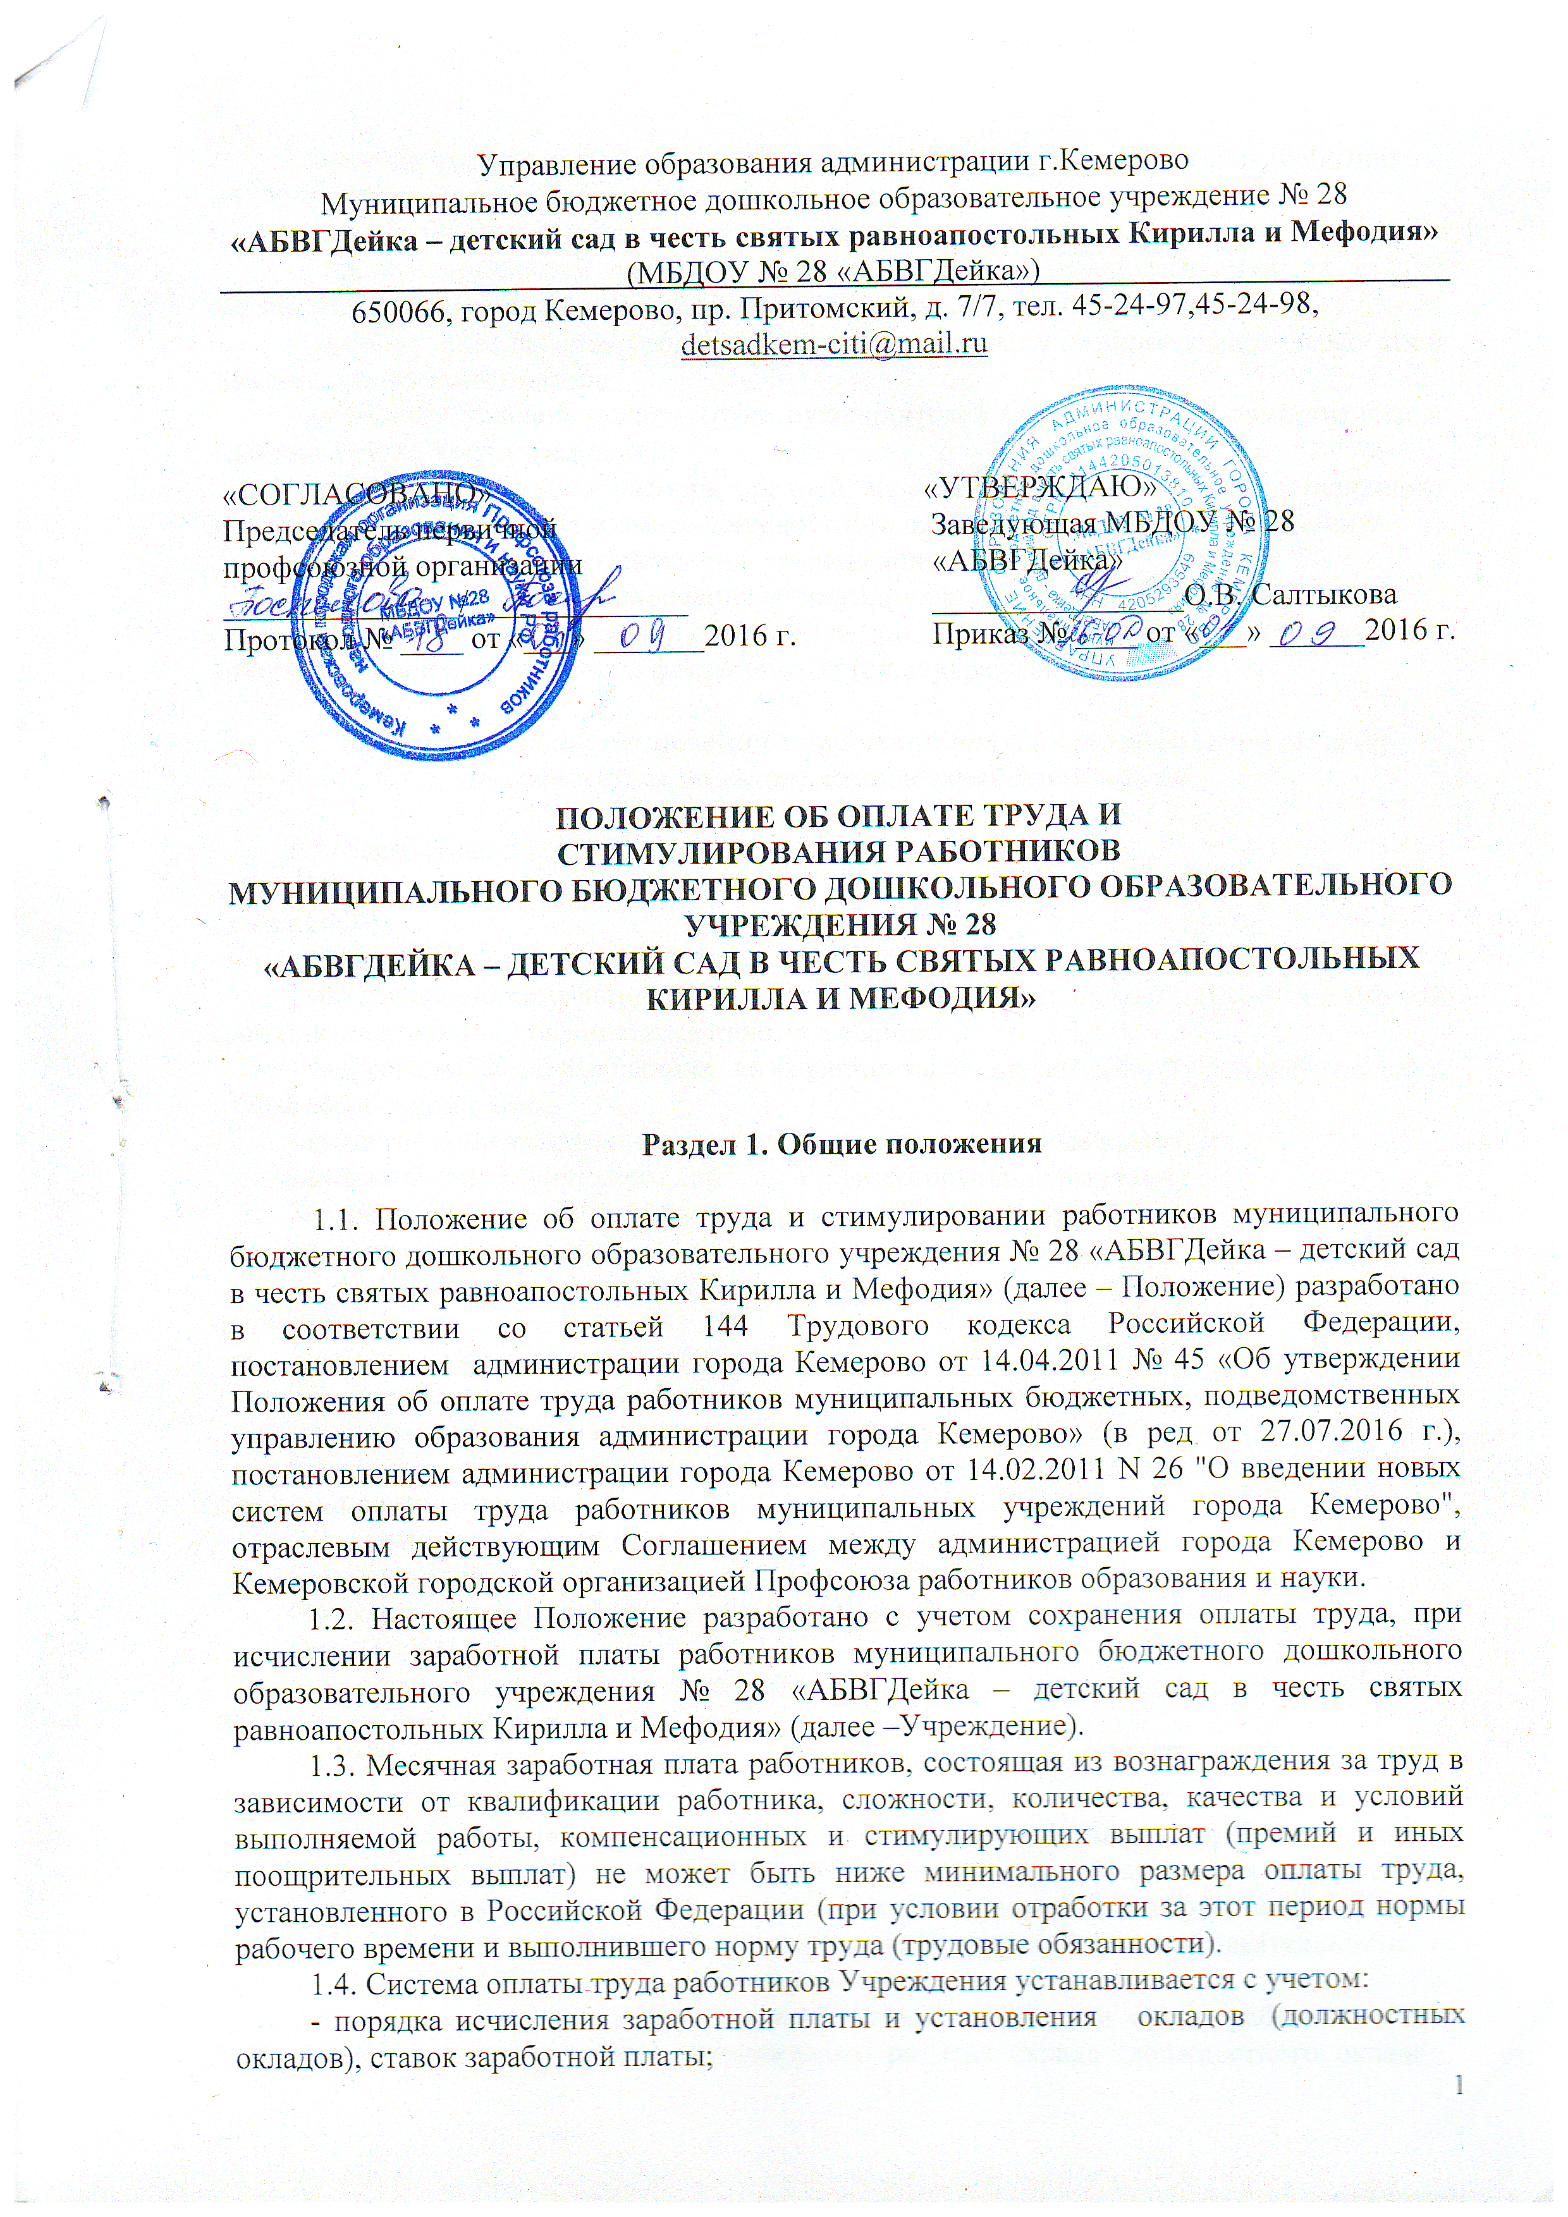 Управление образования администрации г.Кемерово
Муниципальное бюджетное дошкольное образовательное учреждение № 28
«АБВГДейка – детский сад в честь святых равноапостольных Кирилла и Мефодия»
(МБДОУ № 28 «АБВГДейка»)
650066, город Кемерово, пр. Притомский, д. 7/7, тел. 45-24-97,45-24-98,
detsadkem-citi@mail.ru
«СОГЛАСОВАНО»
Председатель первичной
профсоюзной организации
Протокол № 18 от « » 09 2016 г.
МБДОУ №28
«АБВГДейка»
«УТВЕРЖДАЮ»
Заведующая МБДОУ № 28
«АБВГДейка»
О.В. Салтыкова
Приказ № от « » 09 2016 г.
ПОЛОЖЕНИЕ ОБ ОПЛАТЕ ТРУДА И
СТИМУЛИРОВАНИЯ РАБОТНИКОВ
МУНИЦИПАЛЬНОГО БЮДЖЕТНОГО ДОШКОЛЬНОГО ОБРАЗОВАТЕЛЬНОГО
УЧРЕЖДЕНИЯ № 28
«АБВГДЕЙКА – ДЕТСКИЙ САД В ЧЕСТЬ СВЯТЫХ РАВНОАПОСТОЛЬНЫХ
КИРИЛЛА И МЕФОДИЯ»
Раздел 1. Общие положения
1.1. Положение об оплате труда и стимулировании работников муниципального
бюджетного дошкольного образовательного учреждения № 28 «АБВГДейка – детский сад
в честь святых равноапостольных Кирилла и Мефодия» (далее – Положение) разработано
в соответствии со статьей 144 Трудового кодекса Российской Федерации,
постановлением администрации города Кемерово от 14.04.2011 № 45 «Об утверждении
Положения об оплате труда работников муниципальных бюджетных, подведомственных
управлению образования администрации города Кемерово» (в ред от 27.07.2016 г.),
постановлением администрации города Кемерово от 14.02.2011 N 26 "О введении новых
систем оплаты труда работников муниципальных учреждений города Кемерово",
отраслевым действующим Соглашением между администрацией города Кемерово и
Кемеровской городской организацией Профсоюза работников образования и науки.
1.2. Настоящее Положение разработано с учетом сохранения оплаты труда, при
исчислении заработной платы работников муниципального бюджетного дошкольного
образовательного учреждения № 28 «АБВГДейка – детский сад в честь святых
равноапостольных Кирилла и Мефодия» (далее –Учреждение).
1.3. Месячная заработная плата работников, состоящая из вознаграждения за труд в
зависимости от квалификации работника, сложности, количества, качества и условий
выполняемой работы, компенсационных и стимулирующих выплат (премий и иных
поощрительных выплат) не может быть ниже минимального размера оплаты труда,
установленного в Российской Федерации (при условии отработки за этот период нормы
рабочего времени и выполнившего норму труда (трудовые обязанности).
1.4. Система оплаты труда работников Учреждения устанавливается с учетом:
- порядка исчисления заработной платы и установления окладов (должностных
окладов), ставок заработной платы;
1